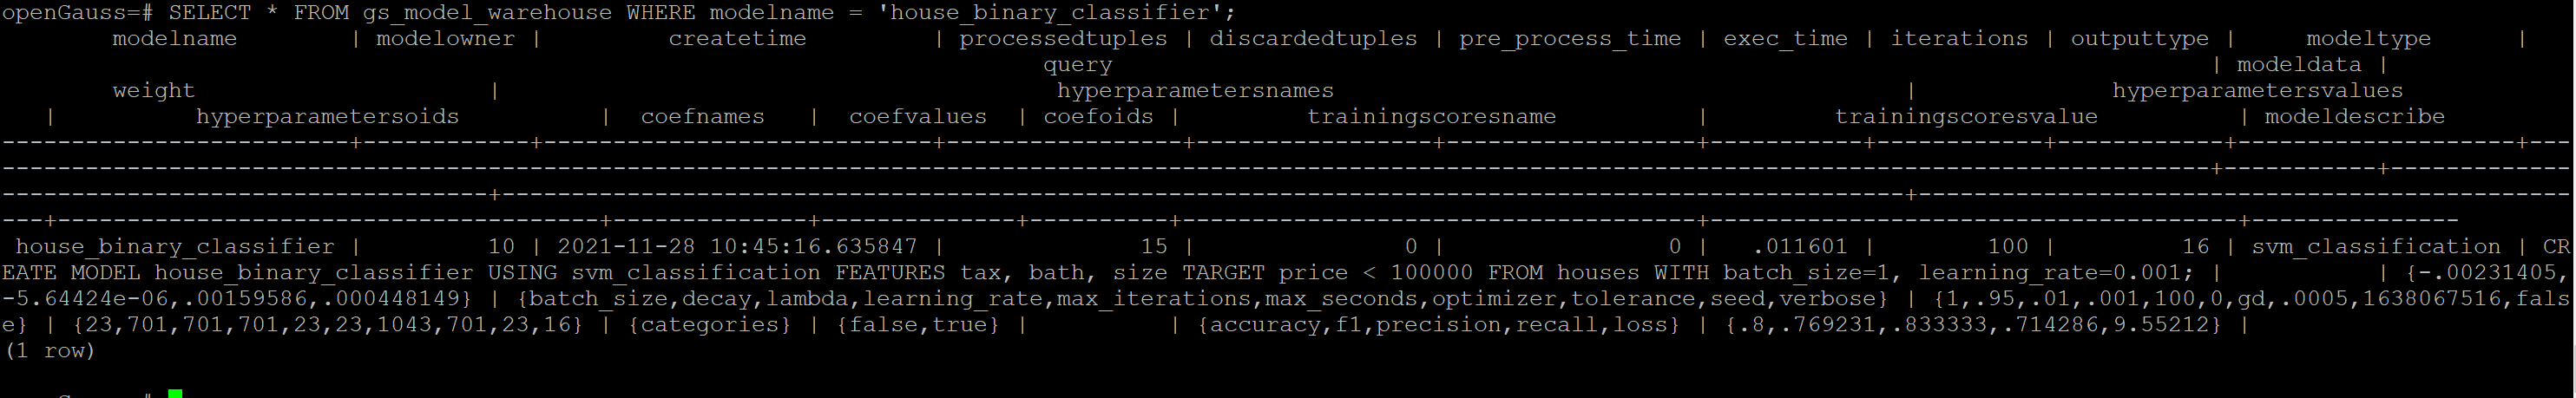 openGauss=# SELECT * FROM gs_model_warehouse WHERE modelname = 'house_binary_classifier';
modelname | modelowner | createtime | processedtuples | discardedtuples | pre_process_time | exec_time | iterations | outputtype | modeltype |
query | modeldata |
weight | hyperparametersnames | hyperparametersvalues
| hyperparametersoids | coefnames | coefvalues | coefoids | trainingscoresname | trainingscoresvalue | modeldescribe
house_binary_classifier | 10 | 2021-11-28 10:45:16.635847 | 15 | 0 | 0 | .011601 | 100 | 16 | svm_classification | CR
EATE MODEL house_binary_classifier USING svm_classification FEATURES tax, bath, size TARGET price < 100000 FROM houses WITH batch_size=1, learning_rate=0.001; | | {-.00231405,
-5.64424e-06,.00159586,.000448149} | {batch_size,decay,lambda,learning_rate,max_iterations,max_seconds,optimizer,tolerance,seed,verbose} | {1,.95,.01,.001,100,0,gd,.0005,1638067516,fals
e} | {23,701,701,701,23,23,1043,701,23,16} | {categories} | {false,true} | | {accuracy,f1,precision,recall,loss} | {.8,.769231,.833333,.714286,9.55212} |
(1 row)